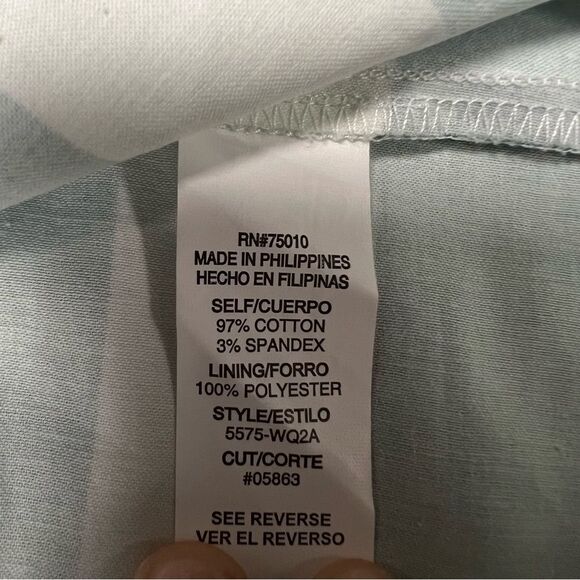 RN#75010
MADE IN PHILIPPINES
HECHO EN FILIPINAS
SELF/CUERPO
97% COTTON
3% SPANDEX
LINING/FORRO
100% POLYESTER
STYLE/ESTILO
5575-WQ2A
CUT/CORTE
#05863
SEE REVERSE
VER EL REVERSO